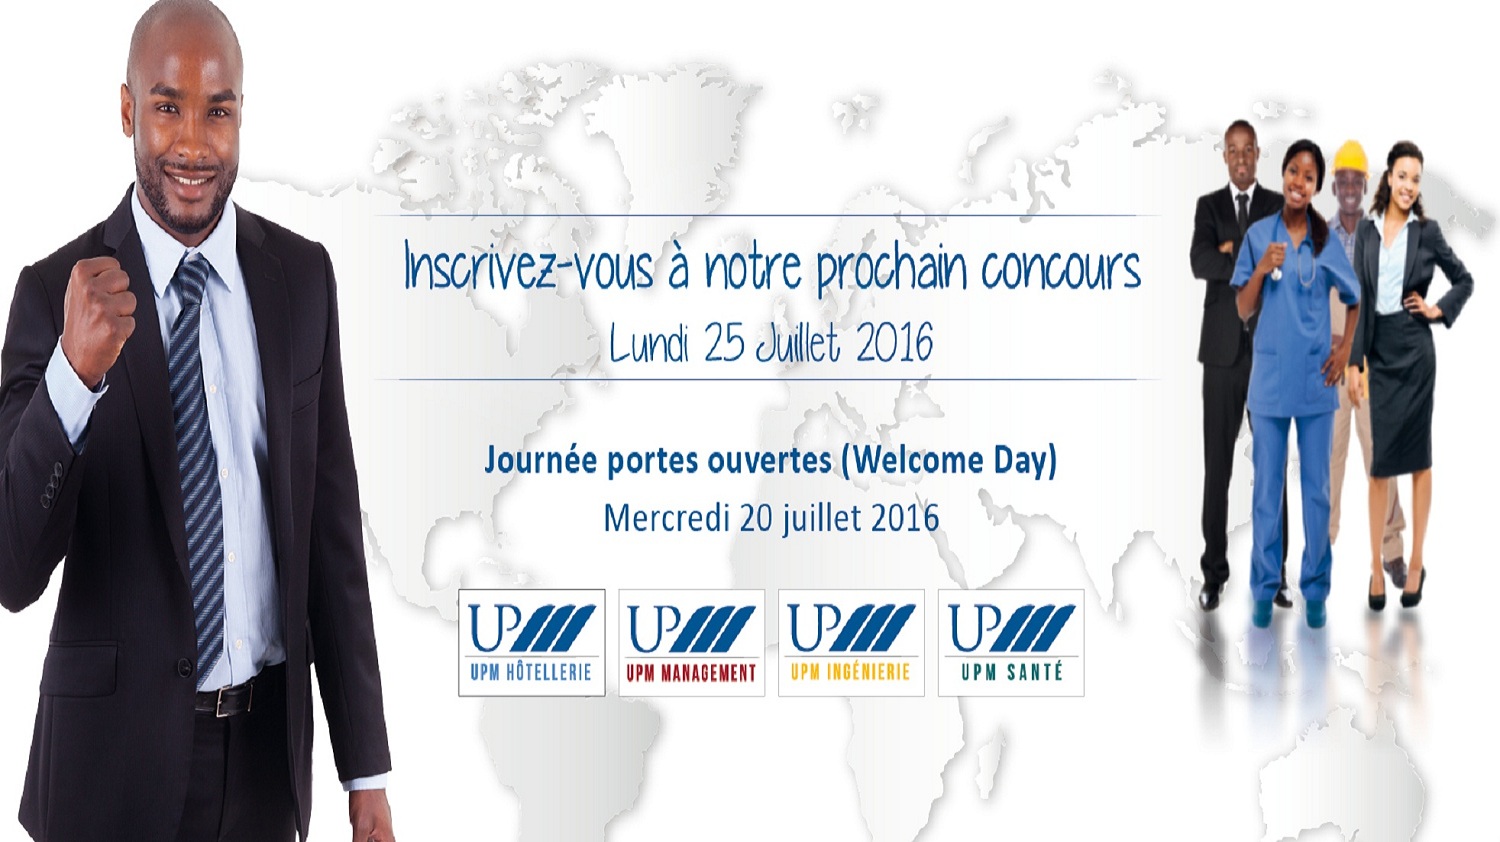 Inscrivez-vous à notre prochain concours
Lundi 25 Juillet 2016
Journée portes ouvertes (Welcome Day)
Mercredi 20 juillet 2016
UPM UPM UPM UPM
UPM HÔTELLERIE UPM MANAGEMENT UPM INGÉNIERIE UPM SANTÉ